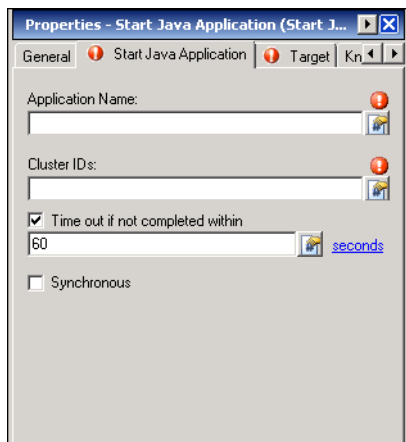 Properties - Start Java Application (Start J...
General Start Java Application Target Kn
Application Name:
Cluster IDs:
Time out if not completed within
60 seconds
Synchronous